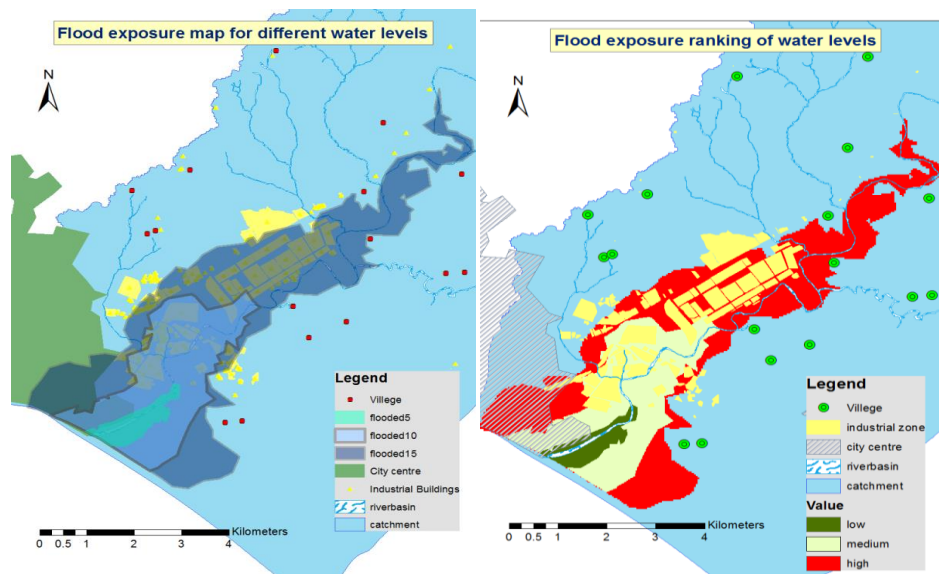 Flood exposure map for different water levels
N
Legend
Villege
flooded5
flooded10
flooded15
City centre
Industrial Buildings
riverbasin
catchment
Kilometers
0 0.5 1 2 3 4
Flood exposure ranking of water levels
N
Legend
Villege
industrial zone
city centre
riverbasin
catchment
Value
low
medium
high
Kilometers
0 0.5 1 2 3 4